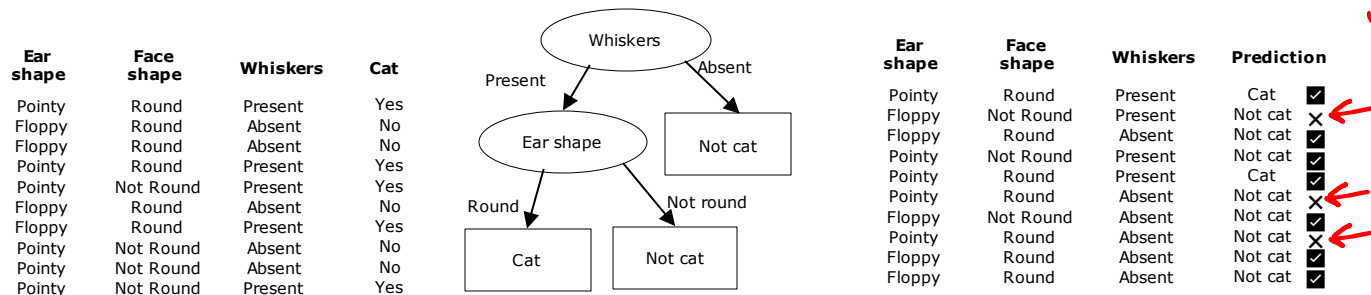 Ear shape Face shape Whiskers Cat
Pointy Round Present Yes
Floppy Round Absent No
Floppy Round Absent No
Pointy Round Present Yes
Pointy Not Round Present Yes
Floppy Round Absent No
Floppy Round Present Yes
Pointy Not Round Absent No
Pointy Not Round Absent No
Pointy Not Round Present Yes
Whiskers
Present
Absent
Ear shape
Not cat
Round
Not round
Cat
Not cat
Ear shape Face shape Whiskers Prediction
Pointy Round Present Cat
Floppy Not Round Present Not cat
Floppy Round Absent Not cat
Pointy Not Round Present Not cat
Pointy Round Present Cat
Pointy Round Absent Not cat
Floppy Not Round Absent Not cat
Pointy Round Absent Not cat
Floppy Round Absent Not cat
Floppy Round Absent Not cat